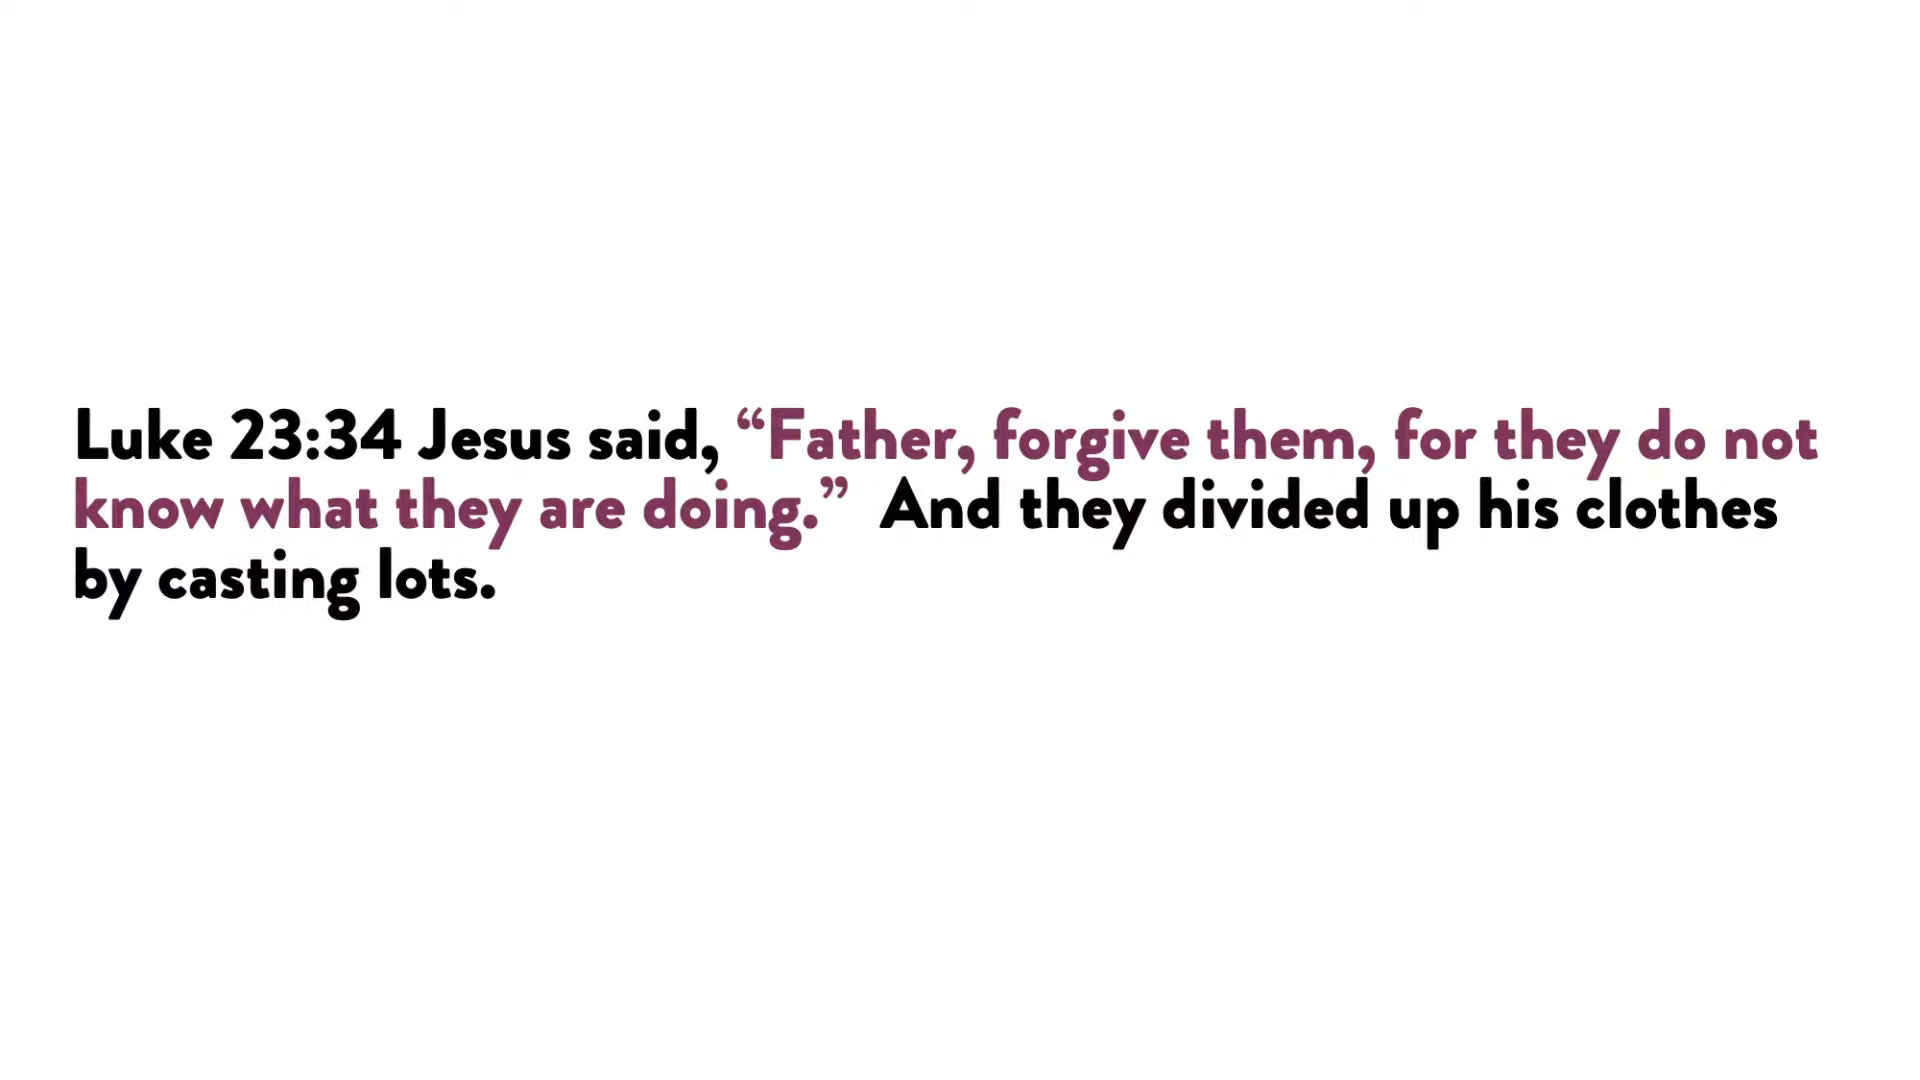 Luke 23:34 Jesus said, “Father, forgive them, for they do not
know what they are doing.”  And they divided up his clothes
by casting lots.